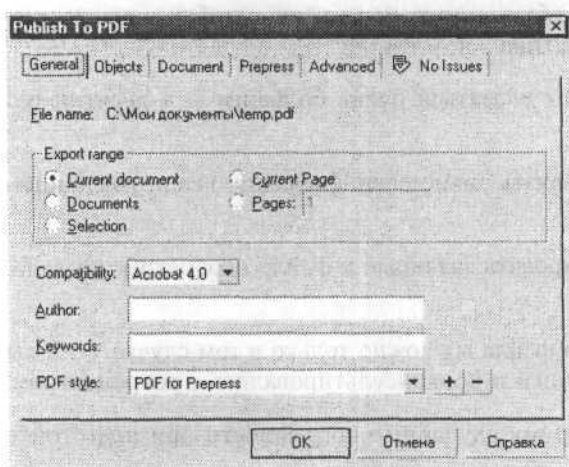 Publish To PDF
General Objects Document Prepress Advanced No Issues
File name: C:\Мои документы\temp.pdf
Export range
Current document Current Page
Documents Pages: 1
Selection
Compatibility: Acrobat 4.0
Author:
Keywords:
PDF style: PDF for Prepress + −
OK Отмена Справка